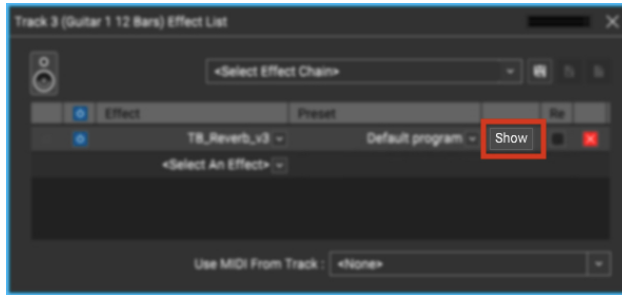 Track 3 (Guitar 1 12 Bars) Effect List
<Select Effect Chain>
Effect Preset Re
TB_Reverb_v3 Default program Show
<Select An Effect>
Use MIDI From Track : <None>